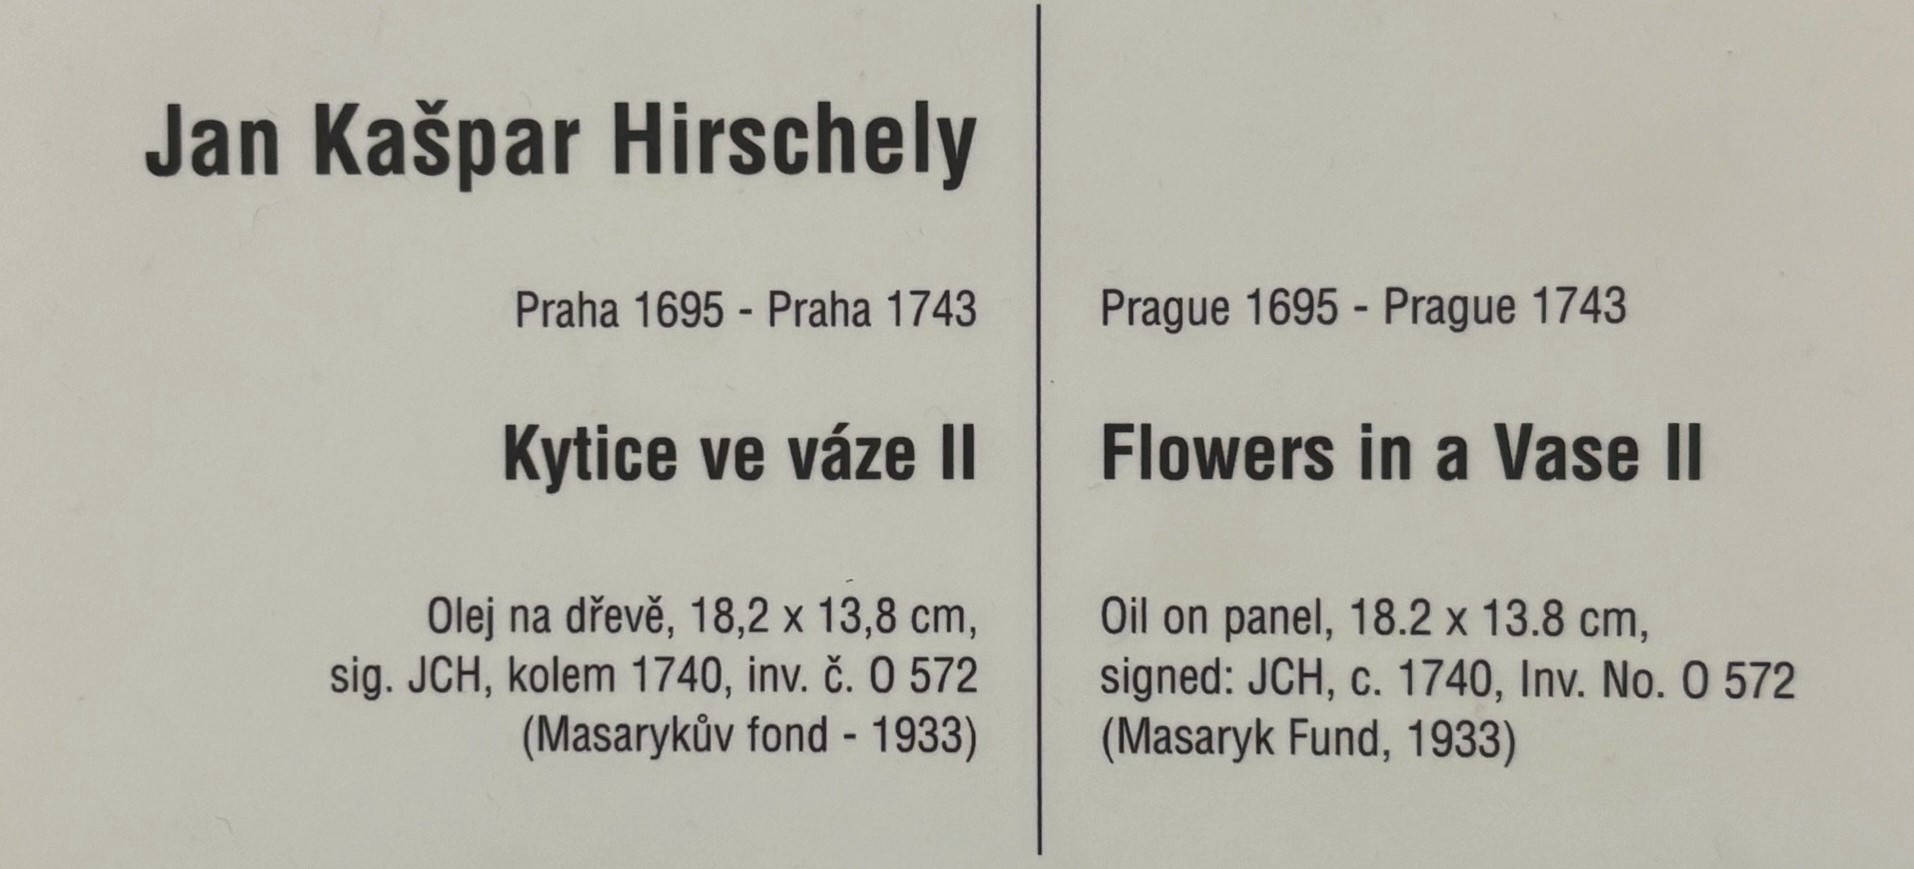 Jan Kašpar Hirschely
Praha 1695 - Praha 1743
Kytice ve váze II
Olej na dřevě, 18,2 x 13,8 cm,
sig. JCH, kolem 1740, inv. č. O 572
(Masarykův fond - 1933)
Prague 1695 - Prague 1743
Flowers in a Vase II
Oil on panel, 18.2 x 13.8 cm,
signed: JCH, c. 1740, Inv. No. O 572
(Masaryk Fund, 1933)